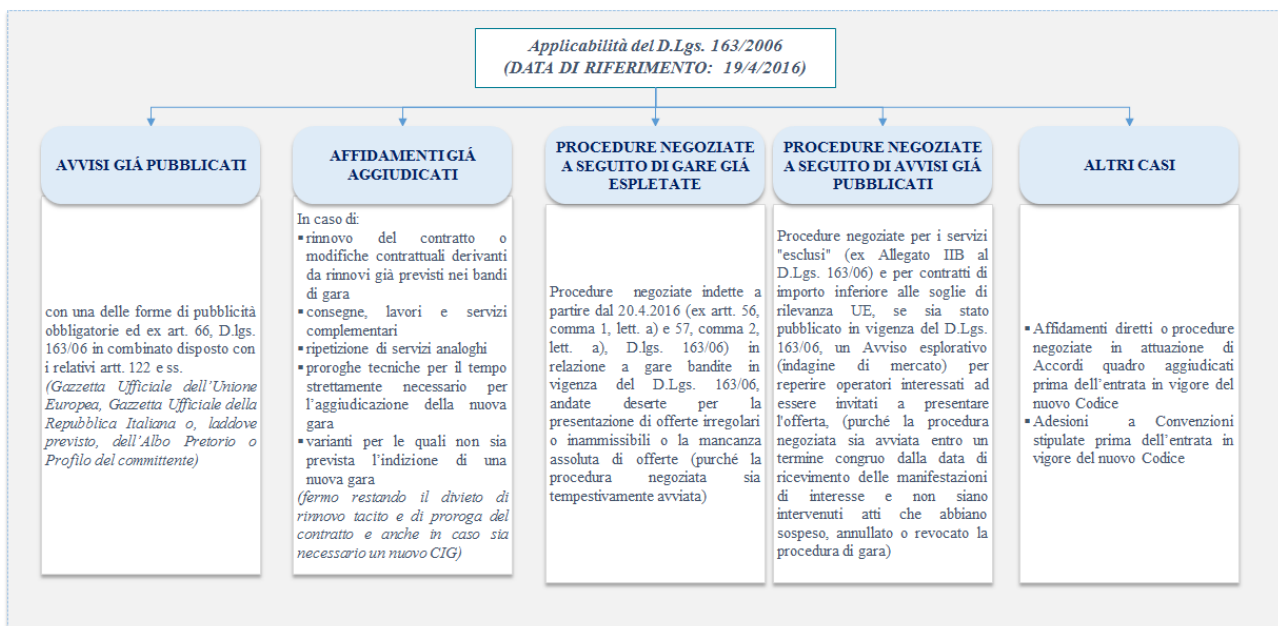 Applicabilità del D.Lgs. 163/2006
(DATA DI RIFERIMENTO: 19/4/2016)
AVVISI GIÁ PUBBLICATI
con una delle forme di pubblicità
obbligatorie ed ex art. 66, D.lgs.
163/06 in combinato disposto con
i relativi artt. 122 e ss.
(Gazzetta Ufficiale dell'Unione
Europea, Gazzetta Ufficiale della
Repubblica Italiana o, laddove
previsto, dell'Albo Pretorio o
Profilo del committente)
AFFIDAMENTI GIÁ
AGGIUDICATI
In caso di:
▪ rinnovo del contratto o
modifiche contrattuali derivanti
da rinnovi già previsti nei bandi
di gara
▪ consegne, lavori e servizi
complementari
▪ ripetizione di servizi analoghi
▪ proroghe tecniche per il tempo
strettamente necessario per
l'aggiudicazione della nuova
gara
▪ varianti per le quali non sia
prevista l'indizione di una
nuova gara
(fermo restando il divieto di
rinnovo tacito e di proroga del
contratto e anche in caso sia
necessario un nuovo CIG)
PROCEDURE NEGOZIATE
A SEGUITO DI GARE GIÁ
ESPLETATE
Procedure negoziate indette a
partire dal 20.4.2016 (ex artt. 56,
comma 1, lett. a) e 57, comma 2,
lett. a), D.lgs. 163/06) in
relazione a gare bandite in
vigenza del D.Lgs. 163/06,
andate deserte per la
presentazione di offerte irregolari
o inammissibili o la mancanza
assoluta di offerte (purché la
procedura negoziata sia
tempestivamente avviata)
PROCEDURE NEGOZIATE
A SEGUITO DI AVVISI GIÁ
PUBBLICATI
Procedure negoziate per i servizi
"esclusi" (ex Allegato IIB al
D.Lgs. 163/06) e per contratti di
importo inferiore alle soglie di
rilevanza UE, se sia stato
pubblicato in vigenza del D.Lgs.
163/06, un Avviso esplorativo
(indagine di mercato) per
reperire operatori interessati ad
essere invitati a presentare
l'offerta, (purché la procedura
negoziata sia avviata entro un
termine congruo dalla data di
ricevimento delle manifestazioni
di interesse e non siano
intervenuti atti che abbiano
sospeso, annullato o revocato la
procedura di gara)
ALTRI CASI
▪ Affidamenti diretti o procedure
negoziate in attuazione di
Accordi quadro aggiudicati
prima dell'entrata in vigore del
nuovo Codice
▪ Adesioni a Convenzioni
stipulate prima dell'entrata in
vigore del nuovo Codice